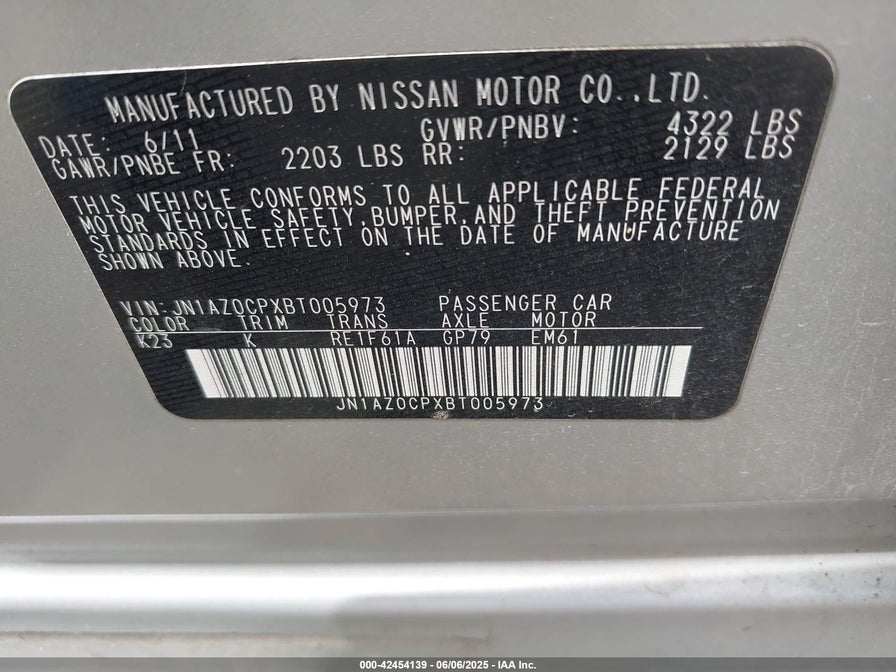 MANUFACTURED BY NISSAN MOTOR CO.,LTD.
DATE: 6/11 GVWR/PNBV: 4322 LBS
GAWR/PNBE FR: 2203 LBS RR: 2129 LBS
THIS VEHICLE CONFORMS TO ALL APPLICABLE FEDERAL
MOTOR VEHICLE SAFETY,BUMPER,AND THEFT PREVENTION
STANDARDS IN EFFECT ON THE DATE OF MANUFACTURE
SHOWN ABOVE.
VIN:JN1AZ0CPXBT005973 PASSENGER CAR
COLOR TRIM TRANS AXLE MOTOR
K23 K RE1F61A GP79 EM61
JN1AZ0CPXBT005973
000-42454139 - 06/06/2025 - IAA Inc.